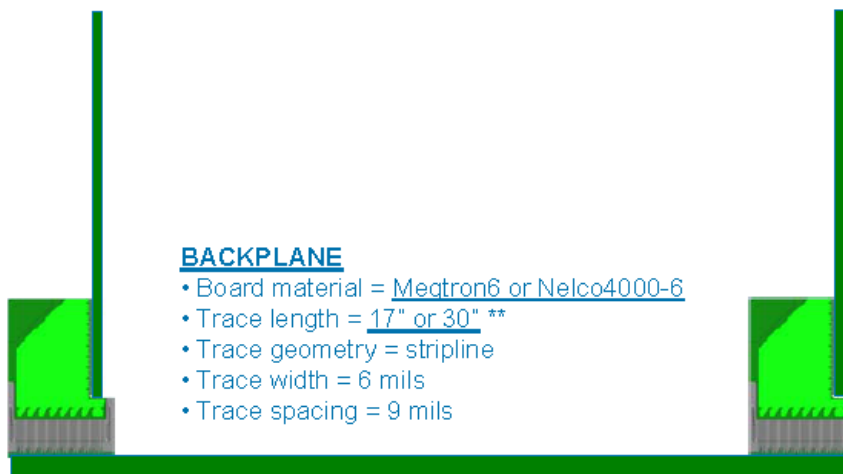 BACKPLANE
• Board material = Megtron6 or Nelco4000-6
• Trace length = 17" or 30" **
• Trace geometry = stripline
• Trace width = 6 mils
• Trace spacing = 9 mils